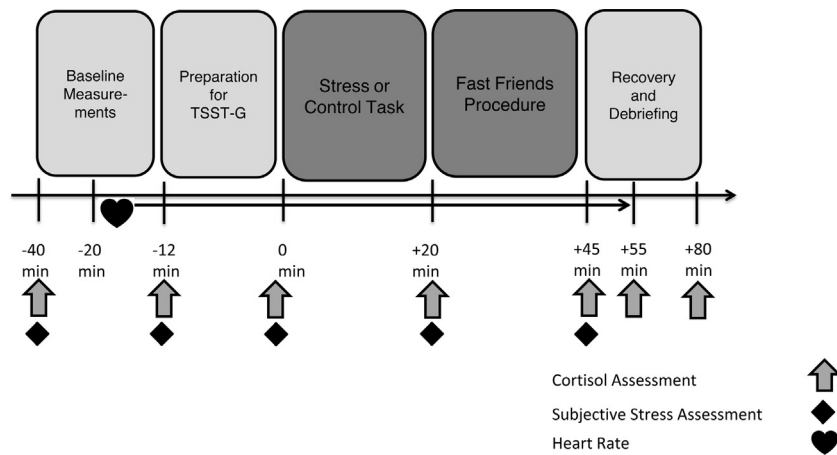 Baseline
Measure-
ments
Preparation
for
TSST-G
Stress or
Control Task
Fast Friends
Procedure
Recovery
and
Debriefing
-40 -20 -12 0 +20 +45 +55 +80
min min min min min min min min
Cortisol Assessment
Subjective Stress Assessment
Heart Rate